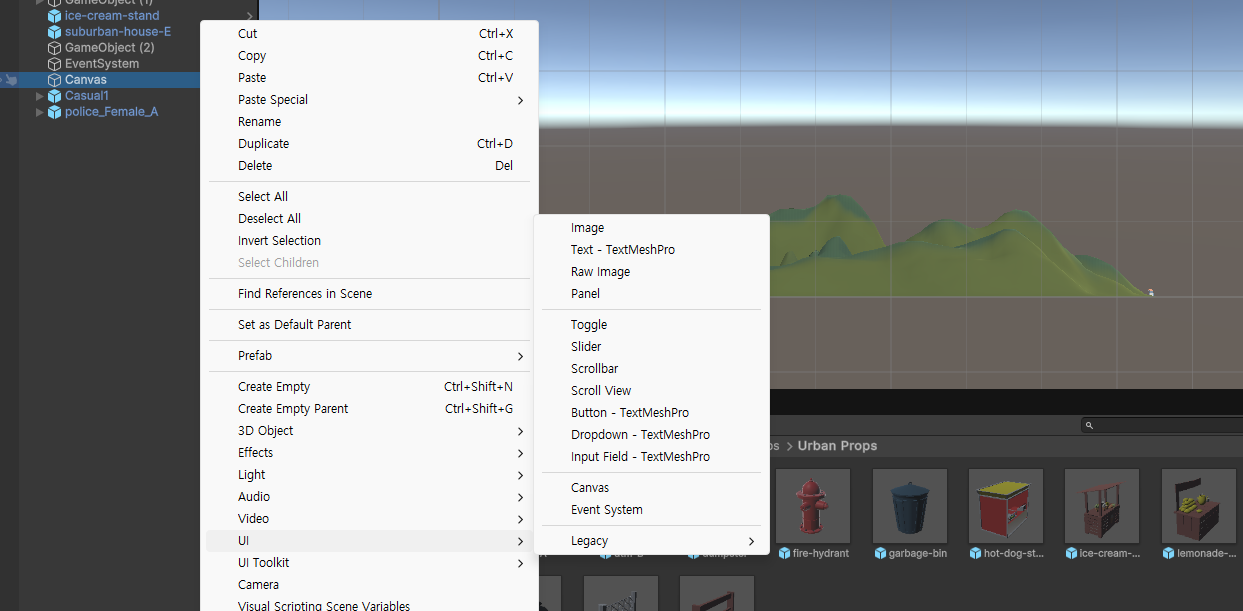 GameObject (1)
ice-cream-stand
suburban-house-E
GameObject (2)
EventSystem
Canvas
Casual1
police_Female_A
Cut Ctrl+X
Copy Ctrl+C
Paste Ctrl+V
Paste Special
Rename
Duplicate Ctrl+D
Delete Del
Select All
Deselect All
Invert Selection
Select Children
Find References in Scene
Set as Default Parent
Prefab
Create Empty Ctrl+Shift+N
Create Empty Parent Ctrl+Shift+G
3D Object
Effects
Light
Audio
Video
UI
UI Toolkit
Camera
Visual Scripting Scene Variables
Image
Text - TextMeshPro
Raw Image
Panel
Toggle
Slider
Scrollbar
Scroll View
Button - TextMeshPro
Dropdown - TextMeshPro
Input Field - TextMeshPro
Canvas
Event System
Legacy
> Urban Props
fire-hydrant
garbage-bin
hot-dog-st...
ice-cream-...
lemonade-...